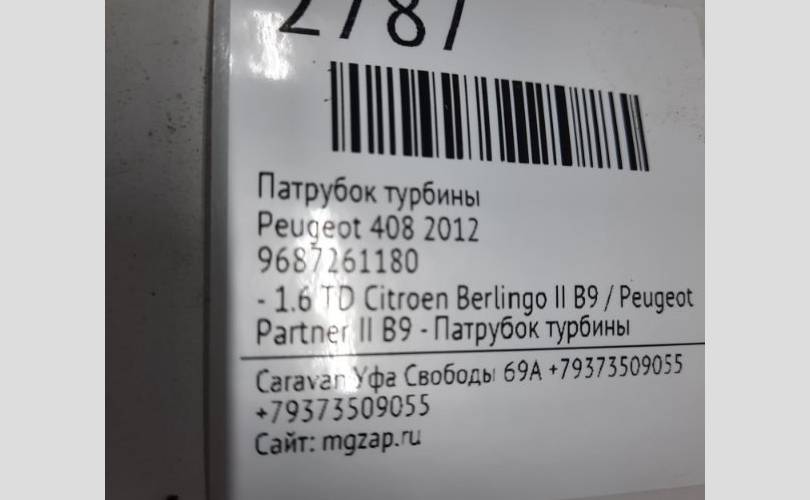 2787
Патрубок турбины
Peugeot 408 2012
9687261180
- 1.6 TD Citroen Berlingo II B9 / Peugeot
Partner II B9 - Патрубок турбины
Caravan Уфа Свободы 69А +79373509055
+79373509055
Сайт: mgzap.ru